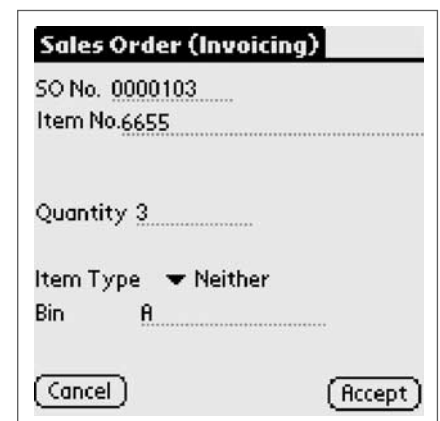 Sales Order (Invoicing)
SO No. 0000103
Item No.6655
Quantity 3
Item Type Neither
Bin A
Cancel Accept